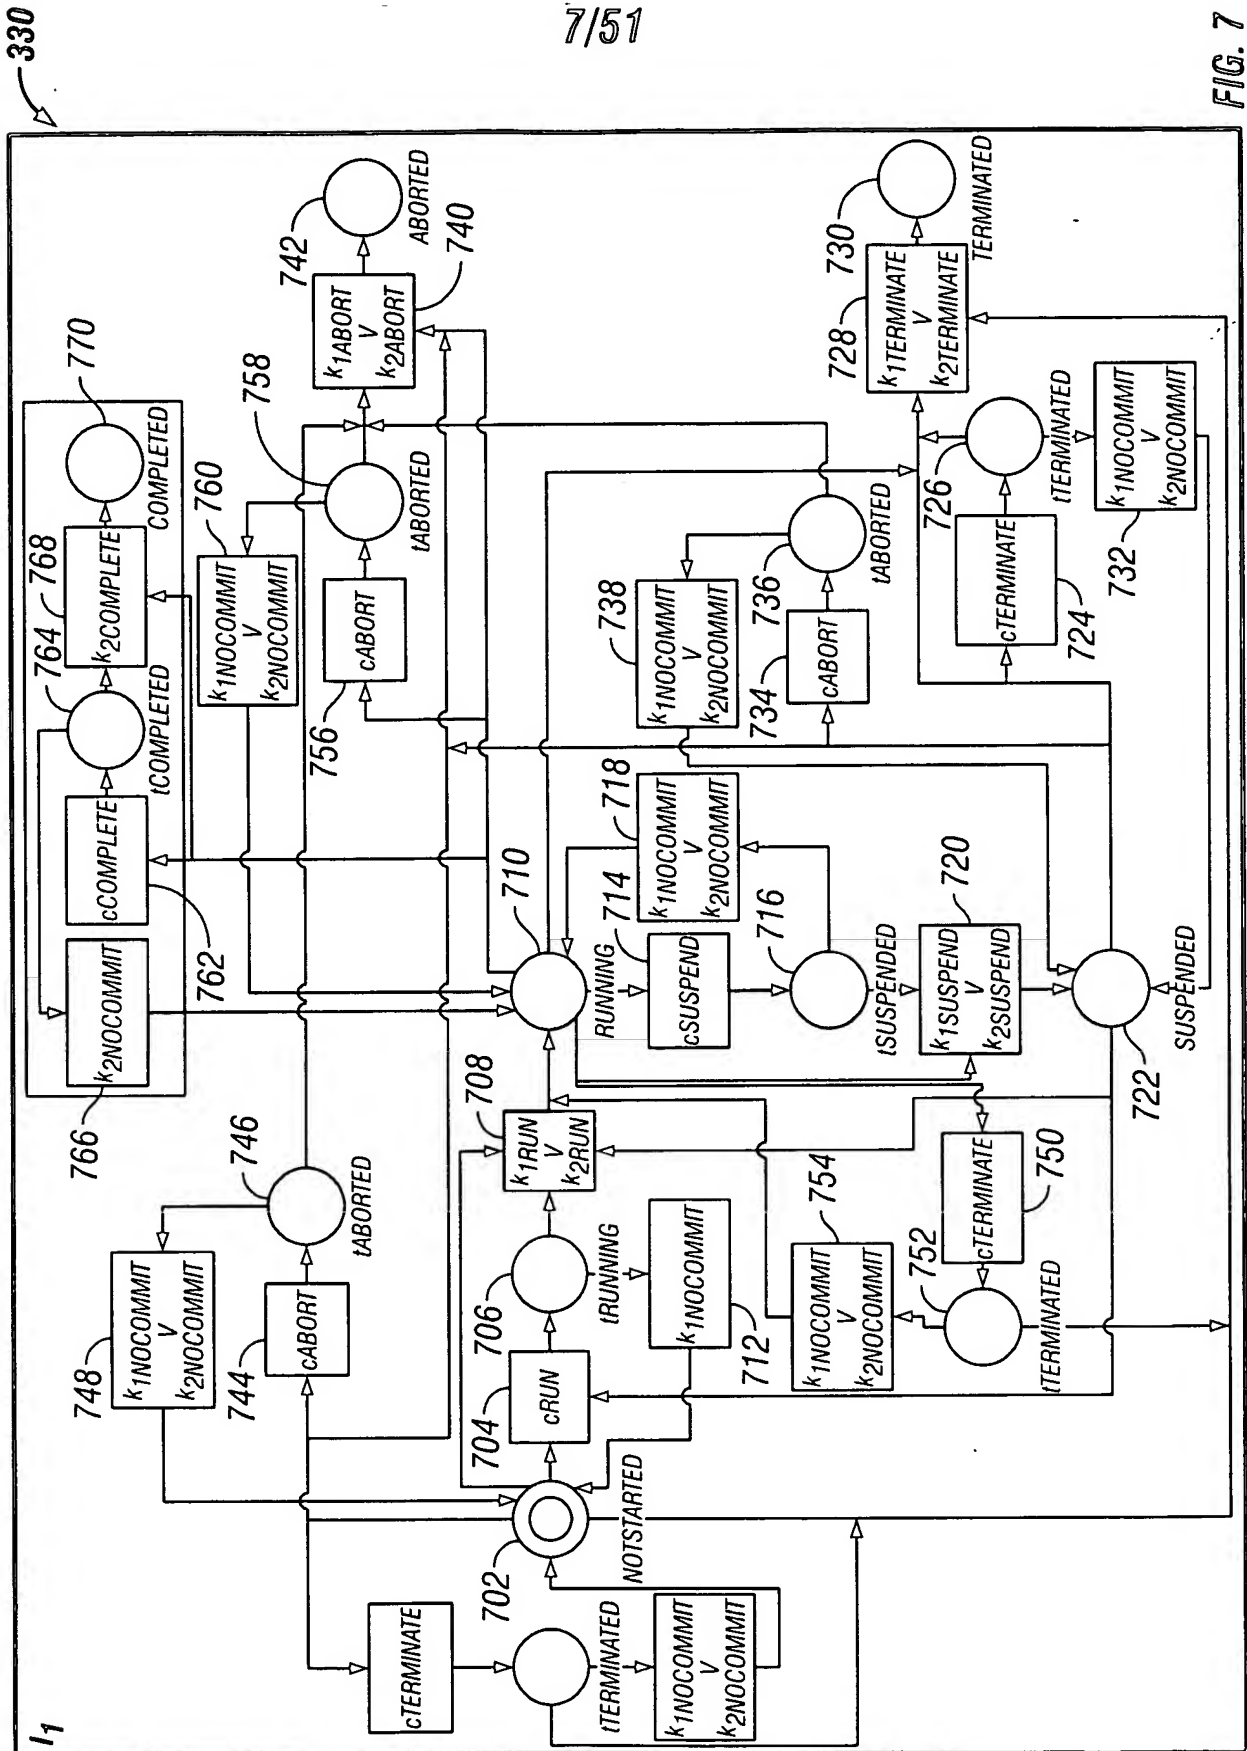 7/51
330
FIG. 7
I1
742
ABORTED
k1ABORT
V
k2ABORT
740
730
TERMINATED
728
k1TERMINATE
V
k2TERMINATE
770
COMPLETED
768
k2COMPLETE
764
tCOMPLETED
cCOMPLETE
762
k2NOCOMMIT
766
758
tABORTED
760
k1NOCOMMIT
V
k2NOCOMMIT
cABORT
756
726
tTERMINATED
k1NOCOMMIT
V
k2NOCOMMIT
732
cTERMINATE
724
738
k1NOCOMMIT
V
k2NOCOMMIT
736
tABORTED
734
cABORT
718
k1NOCOMMIT
V
k2NOCOMMIT
710
RUNNING
714
cSUSPEND
716
tSUSPENDED
720
k1SUSPEND
V
k2SUSPEND
722
SUSPENDED
746
tABORTED
748
k1NOCOMMIT
V
k2NOCOMMIT
744
cABORT
708
k1RUN
V
k2RUN
706
tRUNNING
704
cRUN
k1NOCOMMIT
712
754
k1NOCOMMIT
V
k2NOCOMMIT
750
cTERMINATE
752
tTERMINATED
702
NOTSTARTED
cTERMINATE
tTERMINATED
k1NOCOMMIT
V
k2NOCOMMIT